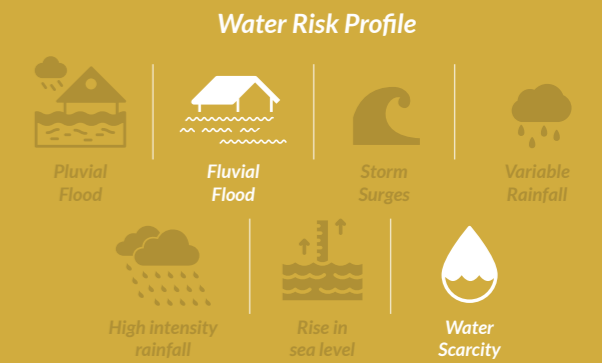 Water Risk Profile
Pluvial
Flood
Fluvial
Flood
Storm
Surges
Variable
Rainfall
High intensity
rainfall
Rise in
sea level
Water
Scarcity